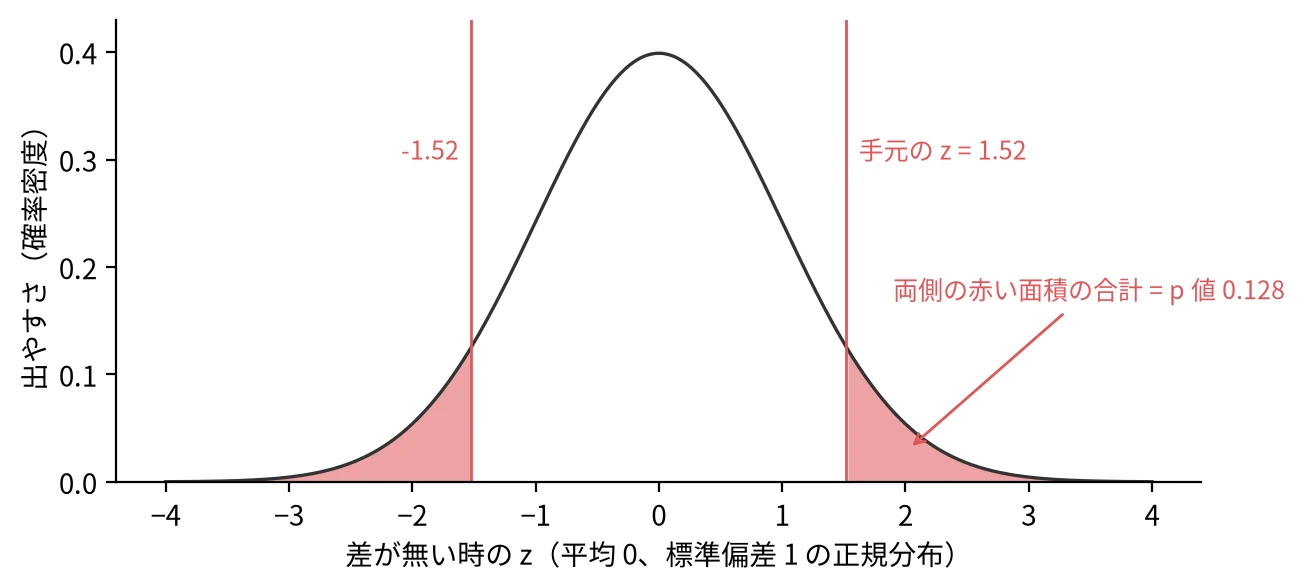 出やすさ（確率密度）
0.4
0.3
0.2
0.1
0.0
-1.52
手元の z = 1.52
両側の赤い面積の合計 = p 値 0.128
−4 −3 −2 −1 0 1 2 3 4
差が無い時の z（平均 0、標準偏差 1 の正規分布）